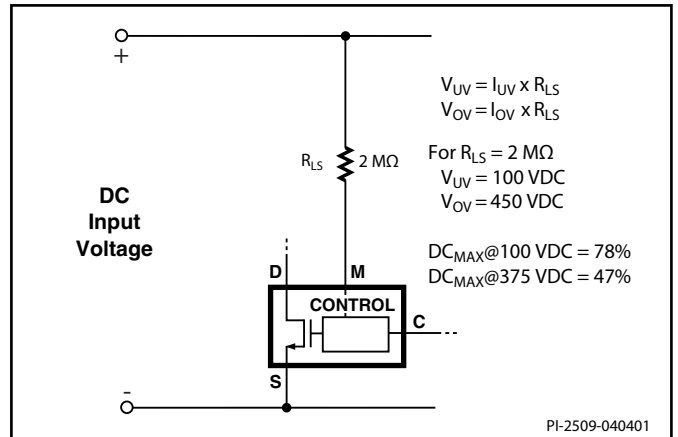 +
V_UV = I_UV x R_LS
V_OV = I_OV x R_LS
R_LS 2 MΩ
For R_LS = 2 MΩ
V_UV = 100 VDC
V_OV = 450 VDC
DC
Input
Voltage
DC_MAX@100 VDC = 78%
DC_MAX@375 VDC = 47%
D M
CONTROL
C
S
-
PI-2509-040401